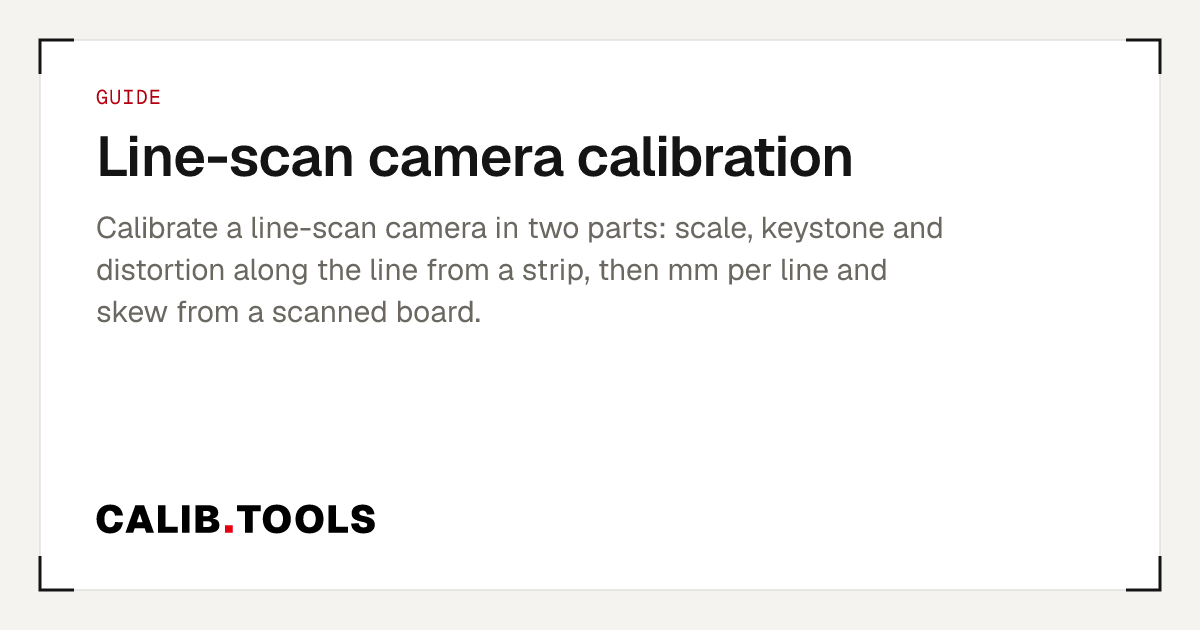 GUIDE
Line-scan camera calibration
Calibrate a line-scan camera in two parts: scale, keystone and
distortion along the line from a strip, then mm per line and
skew from a scanned board.
CALIB.TOOLS